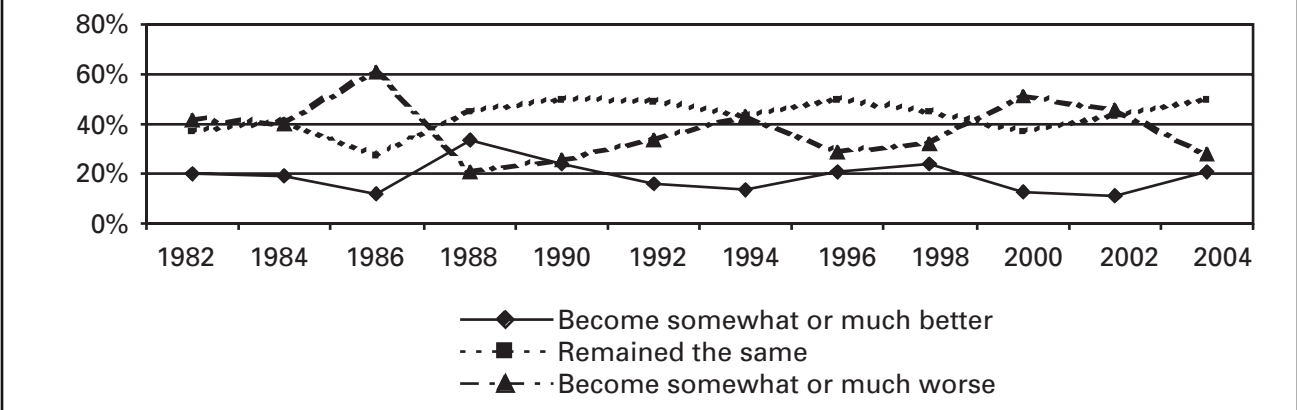 80%
60%
40%
20%
0%
1982 1984 1986 1988 1990 1992 1994 1996 1998 2000 2002 2004
Become somewhat or much better
Remained the same
Become somewhat or much worse